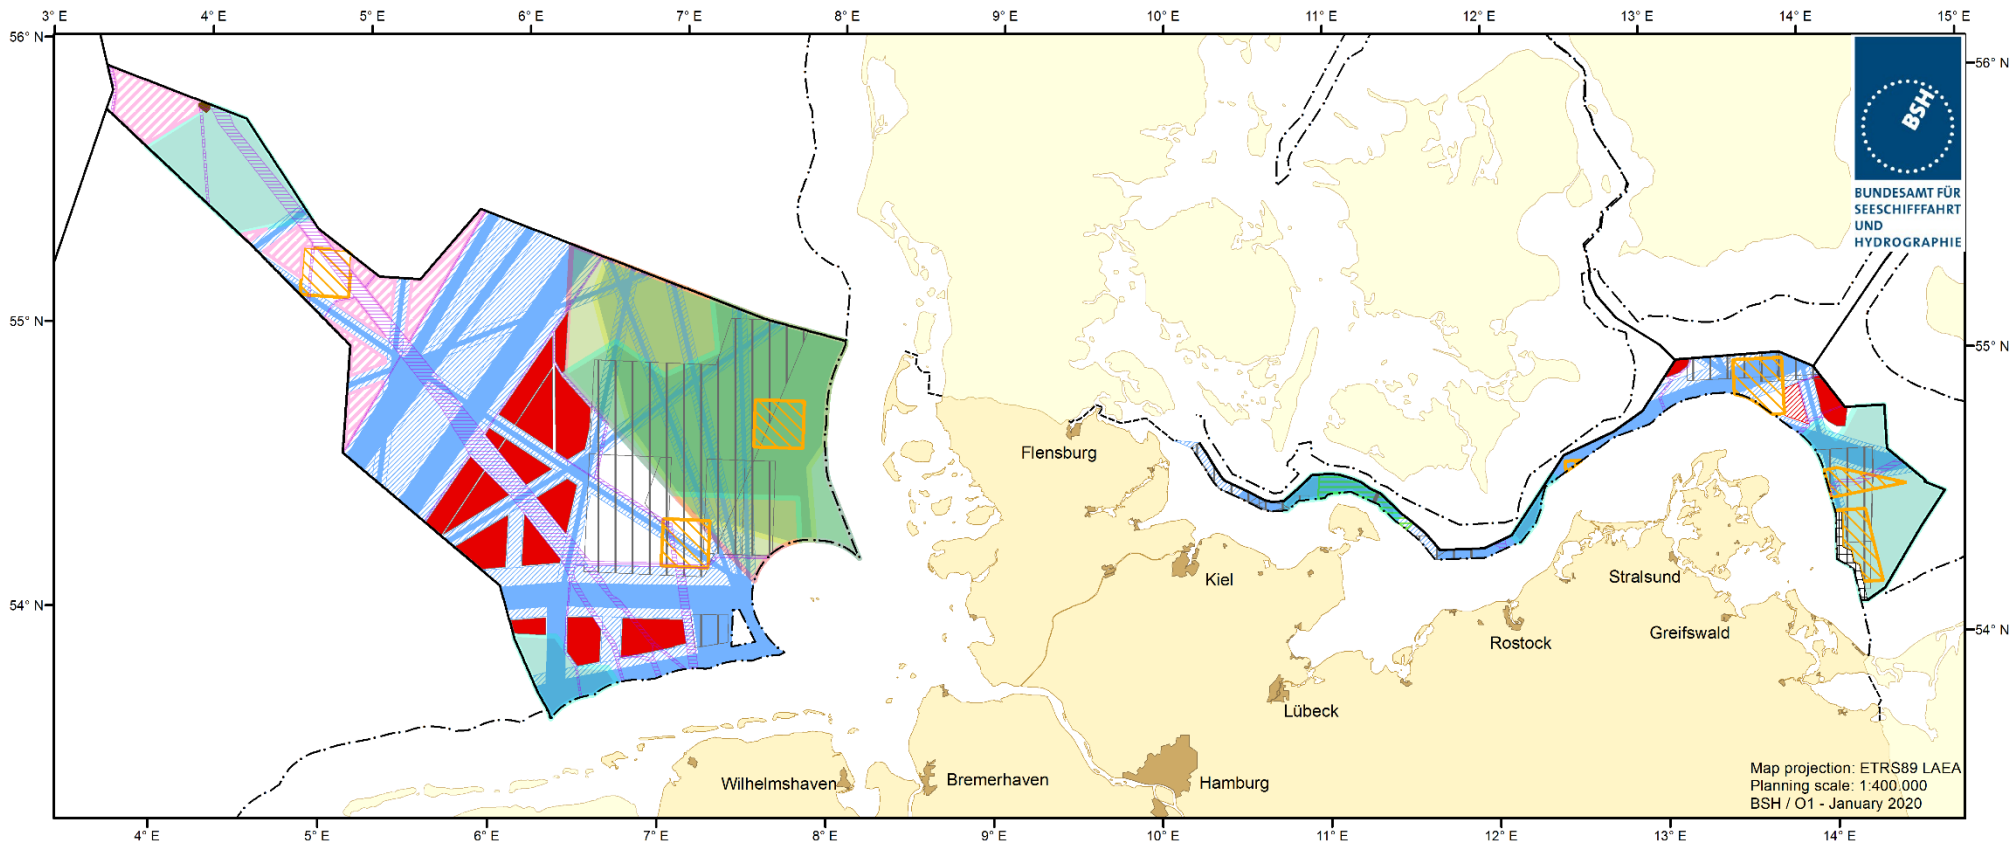 3° E 4° E 5° E 6° E 7° E 8° E 9° E 10° E 11° E 12° E 13° E 14° E 15° E
56° N
56° N
BSH
BUNDESAMT FÜR
SEESCHIFFFAHRT
UND
HYDROGRAPHIE
55° N
55° N
Flensburg
Kiel
Stralsund
54° N
Rostock
Greifswald
54° N
Lübeck
Wilhelmshaven
Bremerhaven
Hamburg
Map projection: ETRS89 LAEA
Planning scale: 1:400.000
BSH / O1 - January 2020
4° E 5° E 6° E 7° E 8° E 9° E 10° E 11° E 12° E 13° E 14° E